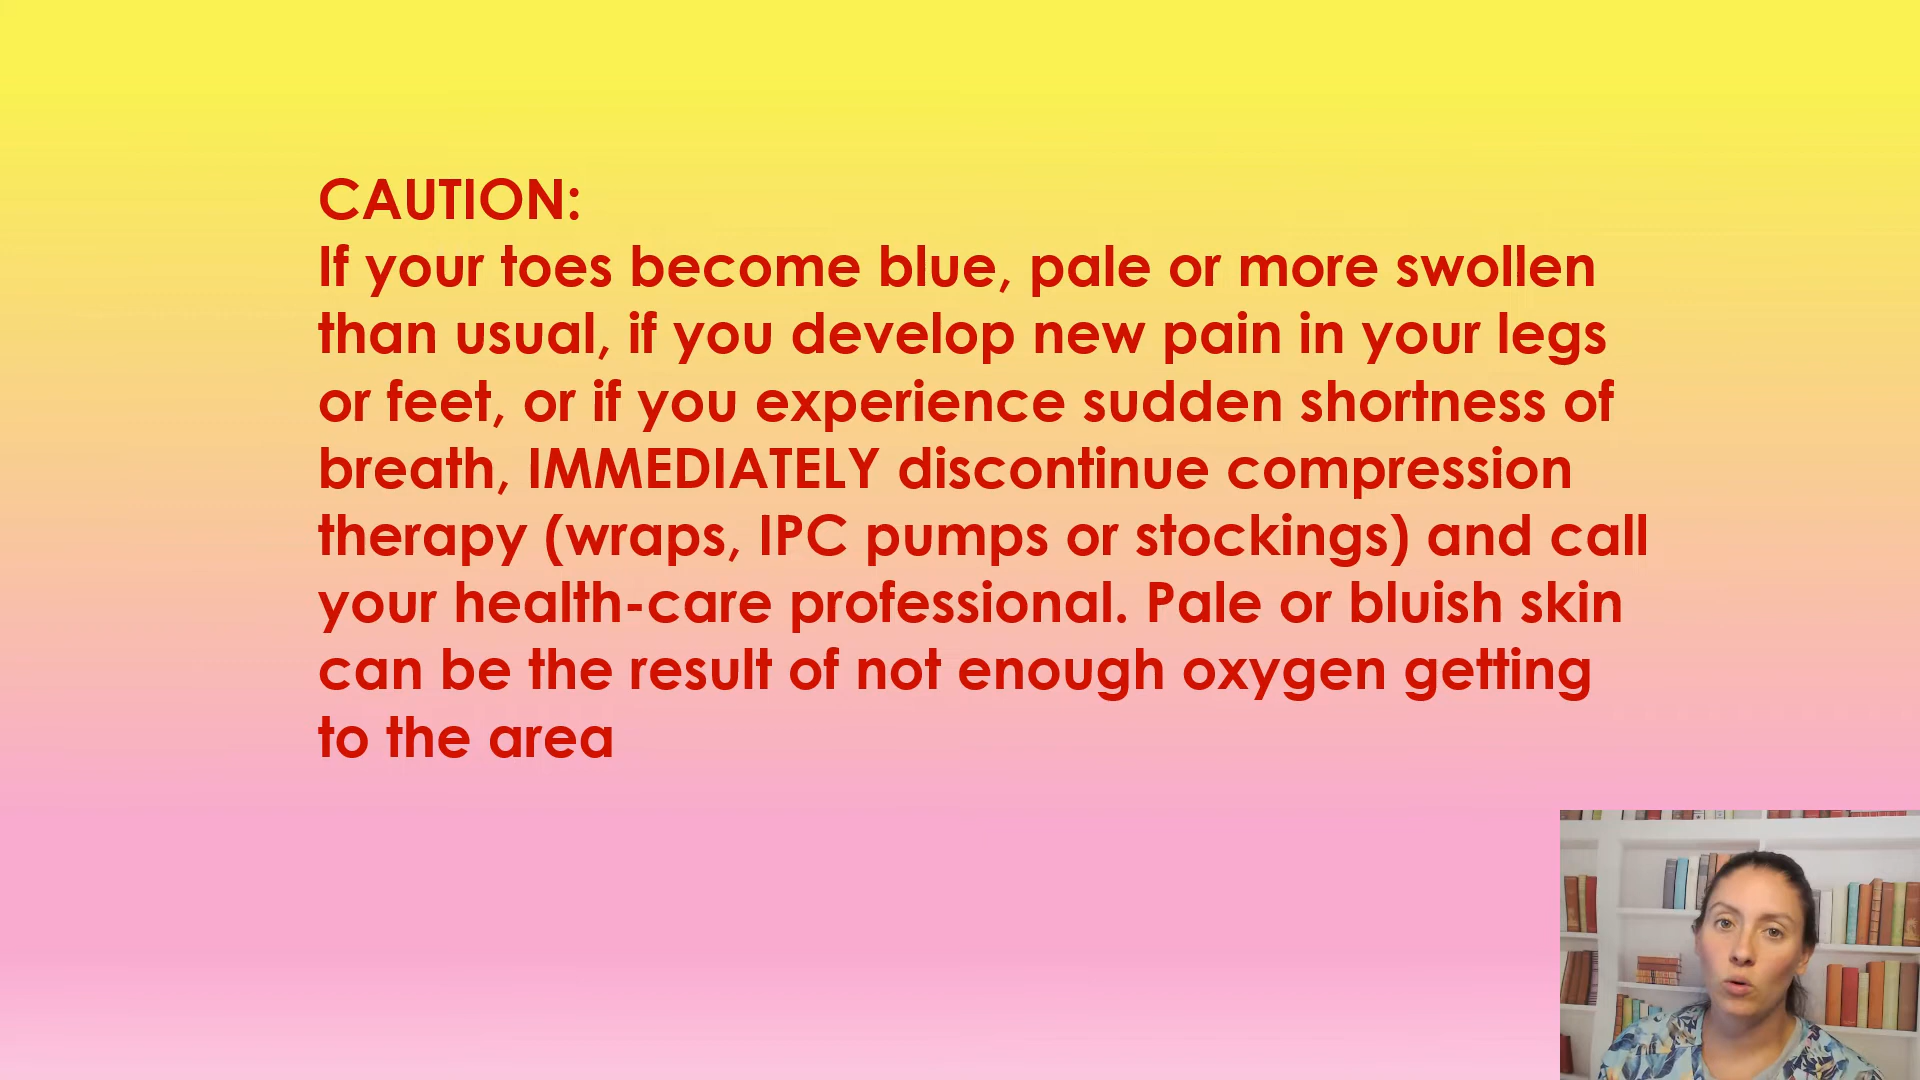 CAUTION:
If your toes become blue, pale or more swollen
than usual, if you develop new pain in your legs
or feet, or if you experience sudden shortness of
breath, IMMEDIATELY discontinue compression
therapy (wraps, IPC pumps or stockings) and call
your health-care professional. Pale or bluish skin
can be the result of not enough oxygen getting
to the area